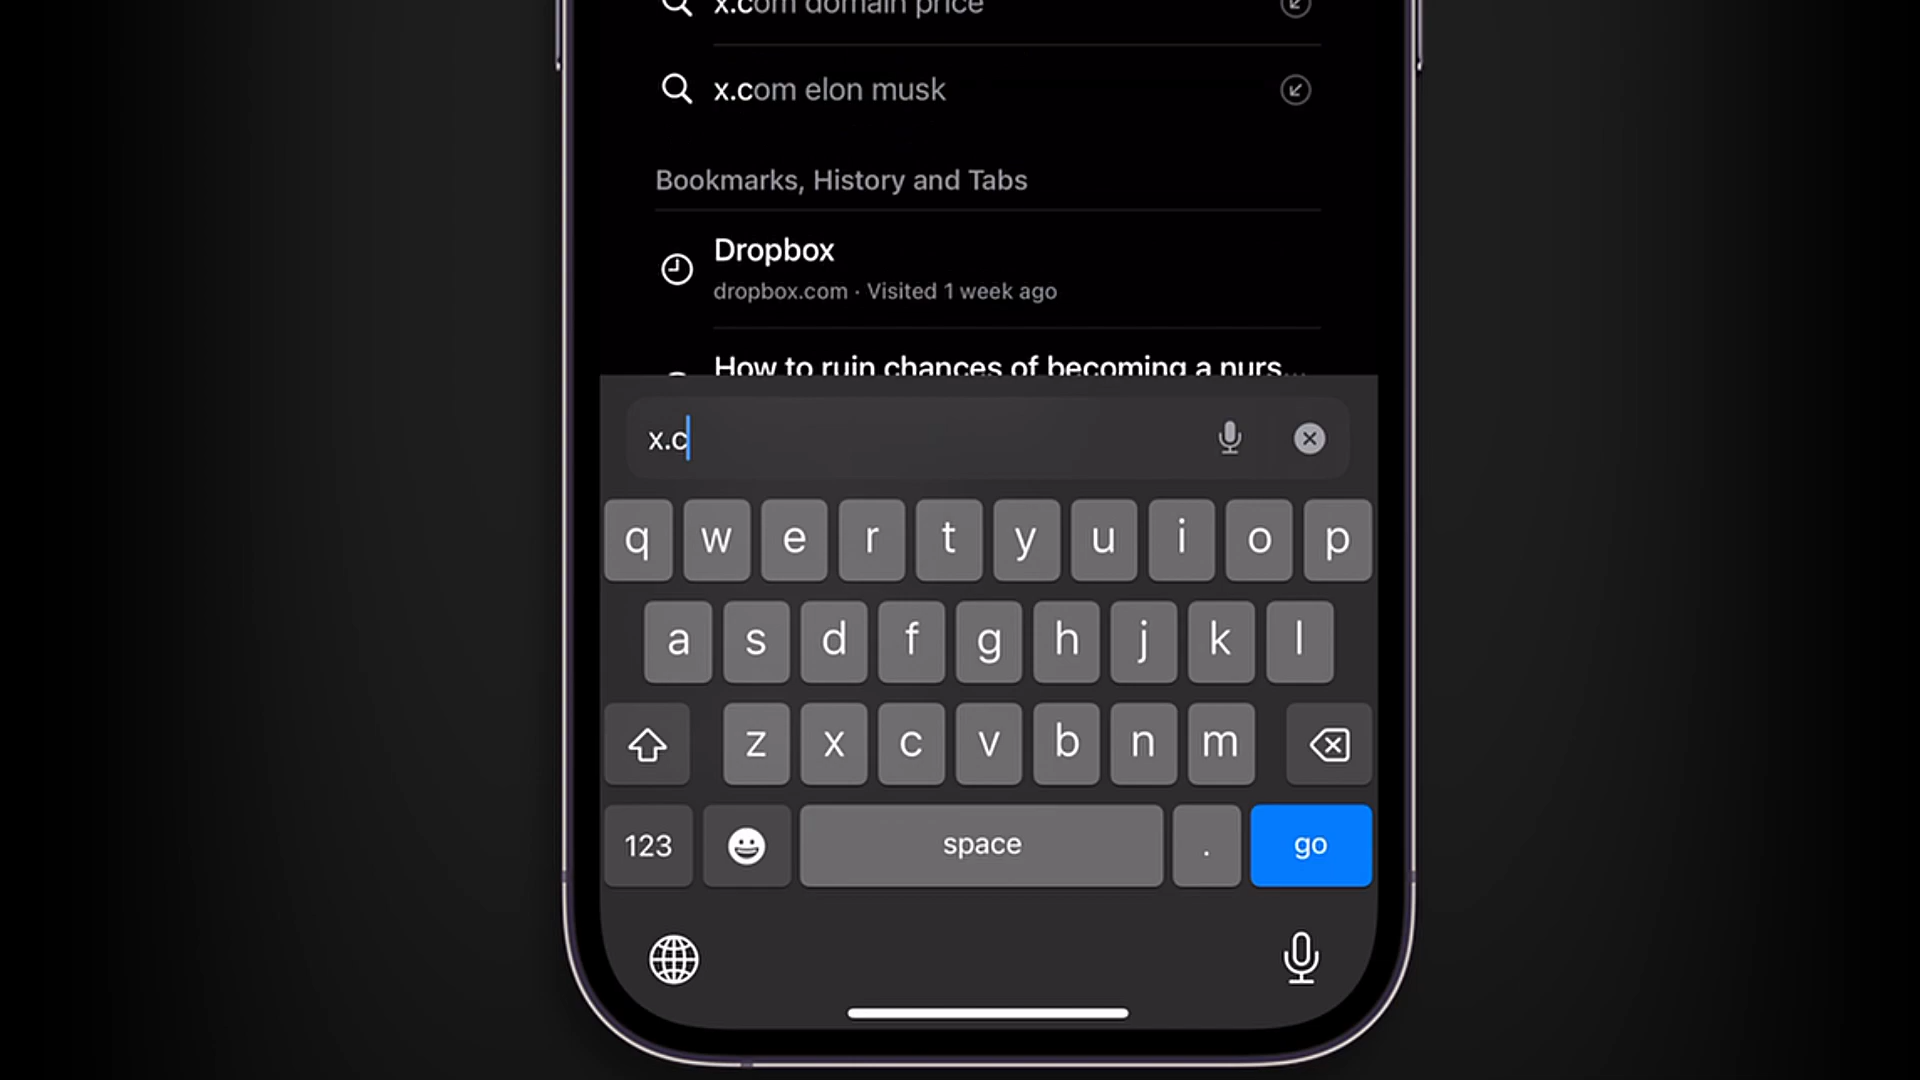 x.com domain price
x.com elon musk
Bookmarks, History and Tabs
Dropbox
dropbox.com · Visited 1 week ago
How to ruin chances of becoming a nurs...
x.c
q w e r t y u i o p
a s d f g h j k l
z x c v b n m
123 space . go